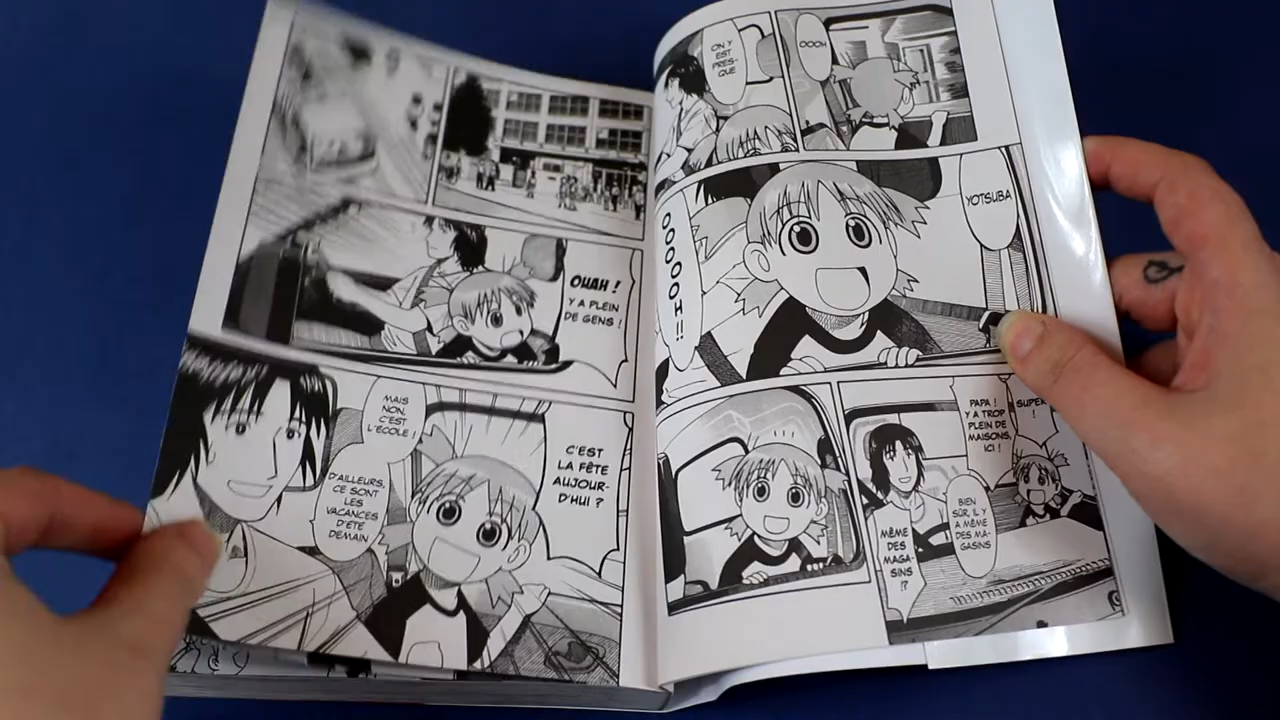 OUAH !
Y A PLEIN
DE GENS !
MAIS
NON,
C'EST
L'ÉCOLE !
D'AILLEURS,
CE SONT
LES
VACANCES
D'ÉTÉ
DEMAIN
C'EST
LA FÊTE
AUJOUR-
D'HUI ?
ON Y
EST
PRES-
QUE
OOOH
OOOOOH !!
YOTSUBA
PAPA !
Y A TROP
PLEIN DE
MAISONS,
ICI !
SUPER
!
BIEN
SÛR, IL Y
A MÊME
DES MA-
GASINS
MÊME
DES
MAGA-
SINS
!?